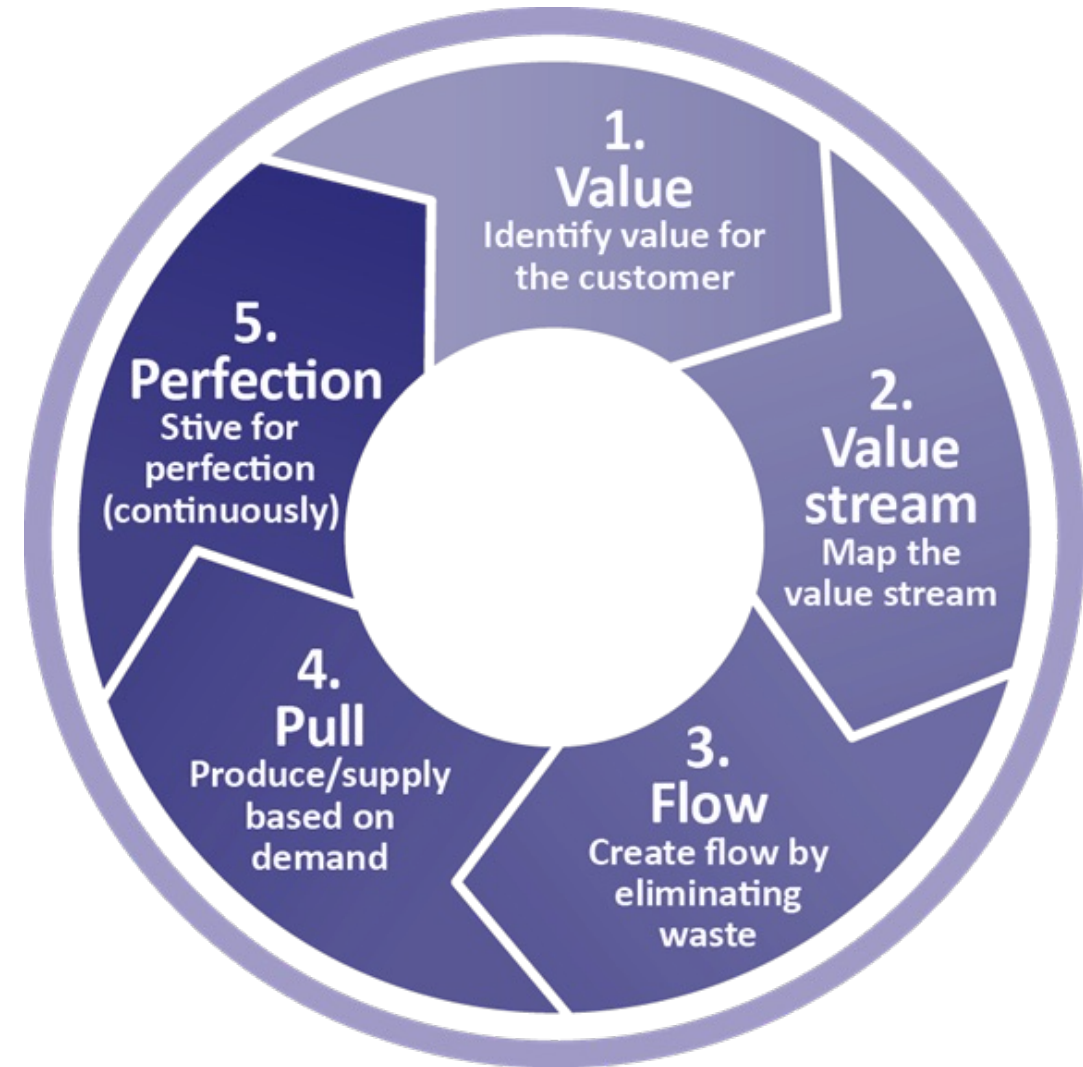 1.
Value
Identify value for
the customer
2.
Value
stream
Map the
value stream
3.
Flow
Create flow by
eliminating
waste
4.
Pull
Produce/supply
based on
demand
5.
Perfection
Stive for
perfection
(continuously)